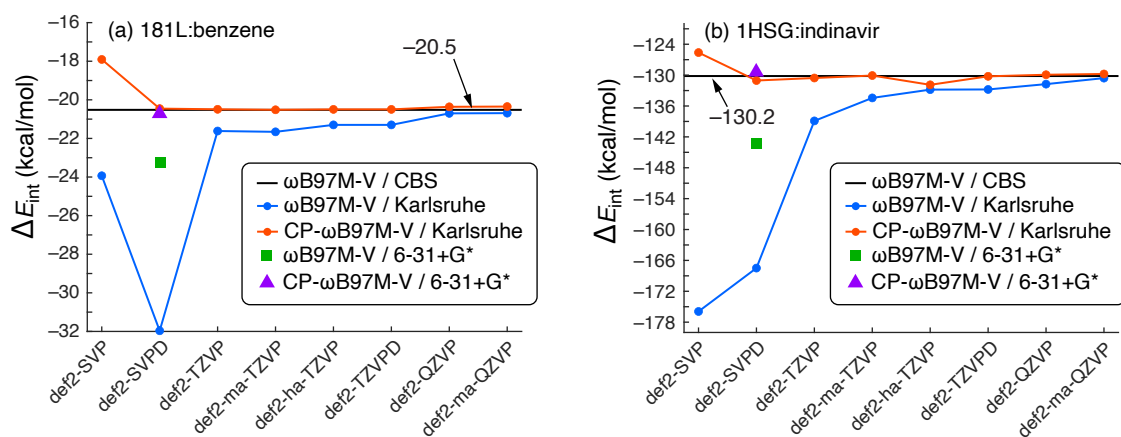 (a) 181L:benzene
ΔE_int (kcal/mol)
−16
−18
−20
−22
−24
−26
−28
−30
−32
−20.5
ωB97M-V / CBS
ωB97M-V / Karlsruhe
CP-ωB97M-V / Karlsruhe
ωB97M-V / 6-31+G*
CP-ωB97M-V / 6-31+G*
def2-SVP
def2-SVPD
def2-TZVP
def2-ma-TZVP
def2-ha-TZVP
def2-TZVPD
def2-QZVP
def2-ma-QZVP
(b) 1HSG:indinavir
ΔE_int (kcal/mol)
−124
−130
−136
−142
−148
−154
−160
−166
−172
−178
−130.2
ωB97M-V / CBS
ωB97M-V / Karlsruhe
CP-ωB97M-V / Karlsruhe
ωB97M-V / 6-31+G*
CP-ωB97M-V / 6-31+G*
def2-SVP
def2-SVPD
def2-TZVP
def2-ma-TZVP
def2-ha-TZVP
def2-TZVPD
def2-QZVP
def2-ma-QZVP